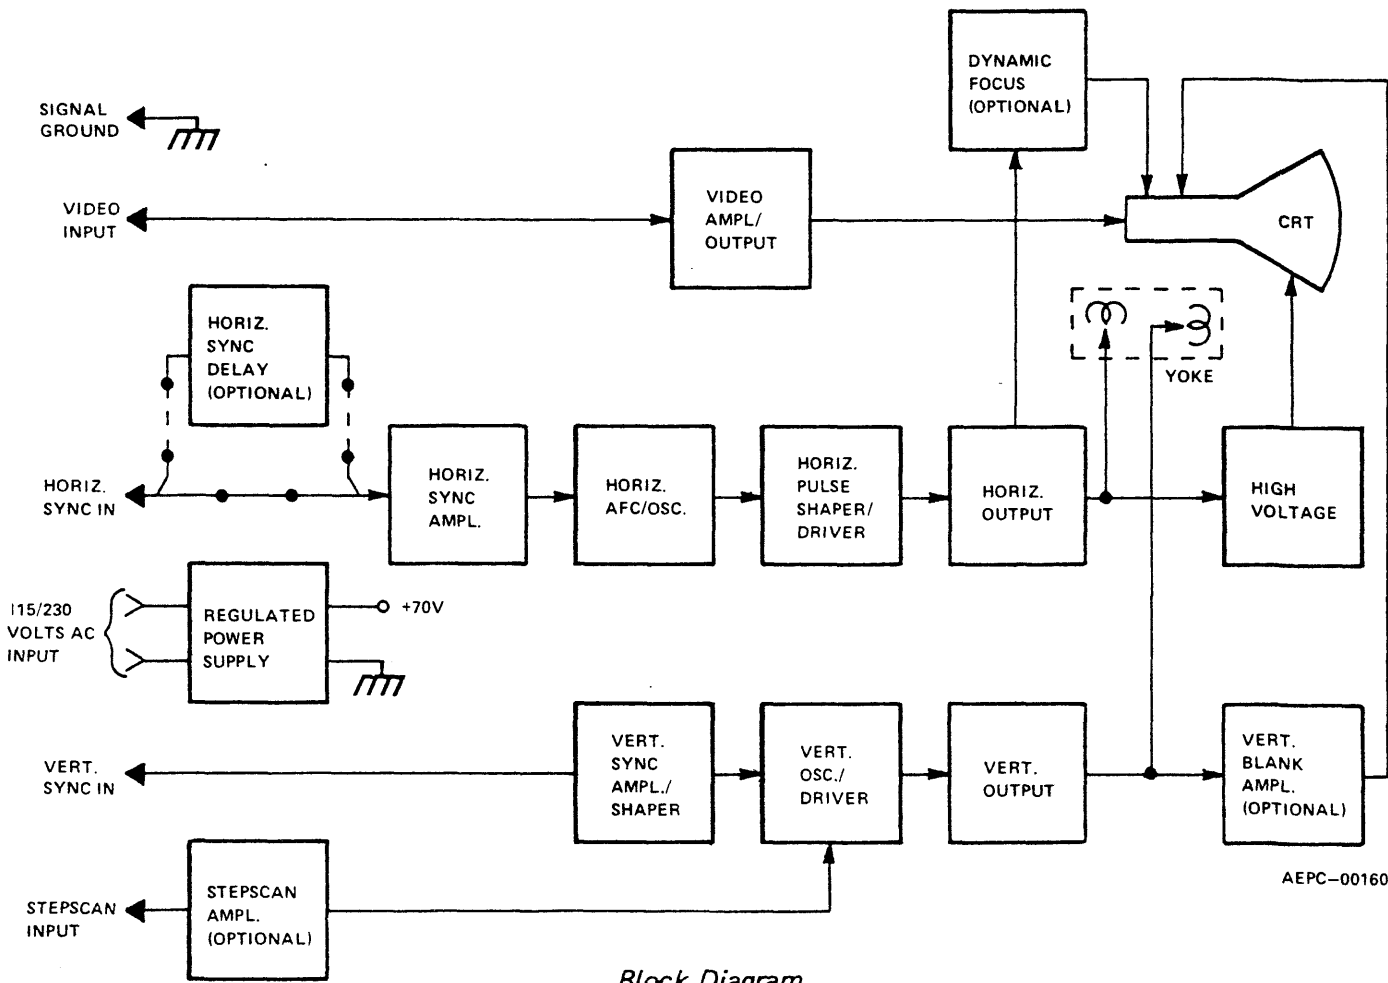 DYNAMIC
FOCUS
(OPTIONAL)
SIGNAL
GROUND
VIDEO
INPUT
VIDEO
AMPL/
OUTPUT
CRT
HORIZ.
SYNC
DELAY
(OPTIONAL)
YOKE
HORIZ.
SYNC IN
HORIZ.
SYNC
AMPL.
HORIZ.
AFC/OSC.
HORIZ.
PULSE
SHAPER/
DRIVER
HORIZ.
OUTPUT
HIGH
VOLTAGE
115/230
VOLTS AC
INPUT
REGULATED
POWER
SUPPLY
+70V
VERT.
SYNC IN
VERT.
SYNC
AMPL./
SHAPER
VERT.
OSC./
DRIVER
VERT.
OUTPUT
VERT.
BLANK
AMPL.
(OPTIONAL)
AEPC-00160
STEPSCAN
INPUT
STEPSCAN
AMPL.
(OPTIONAL)
Block Diagram